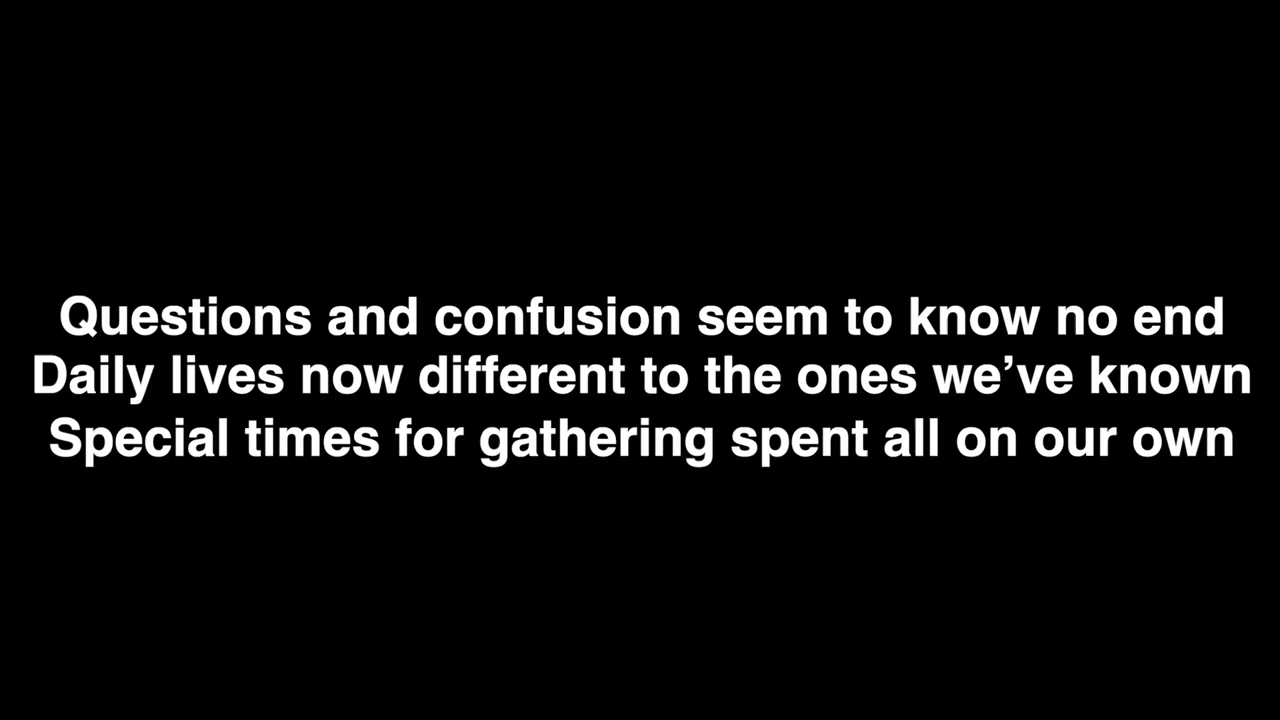 Questions and confusion seem to know no end
Daily lives now different to the ones we’ve known
Special times for gathering spent all on our own